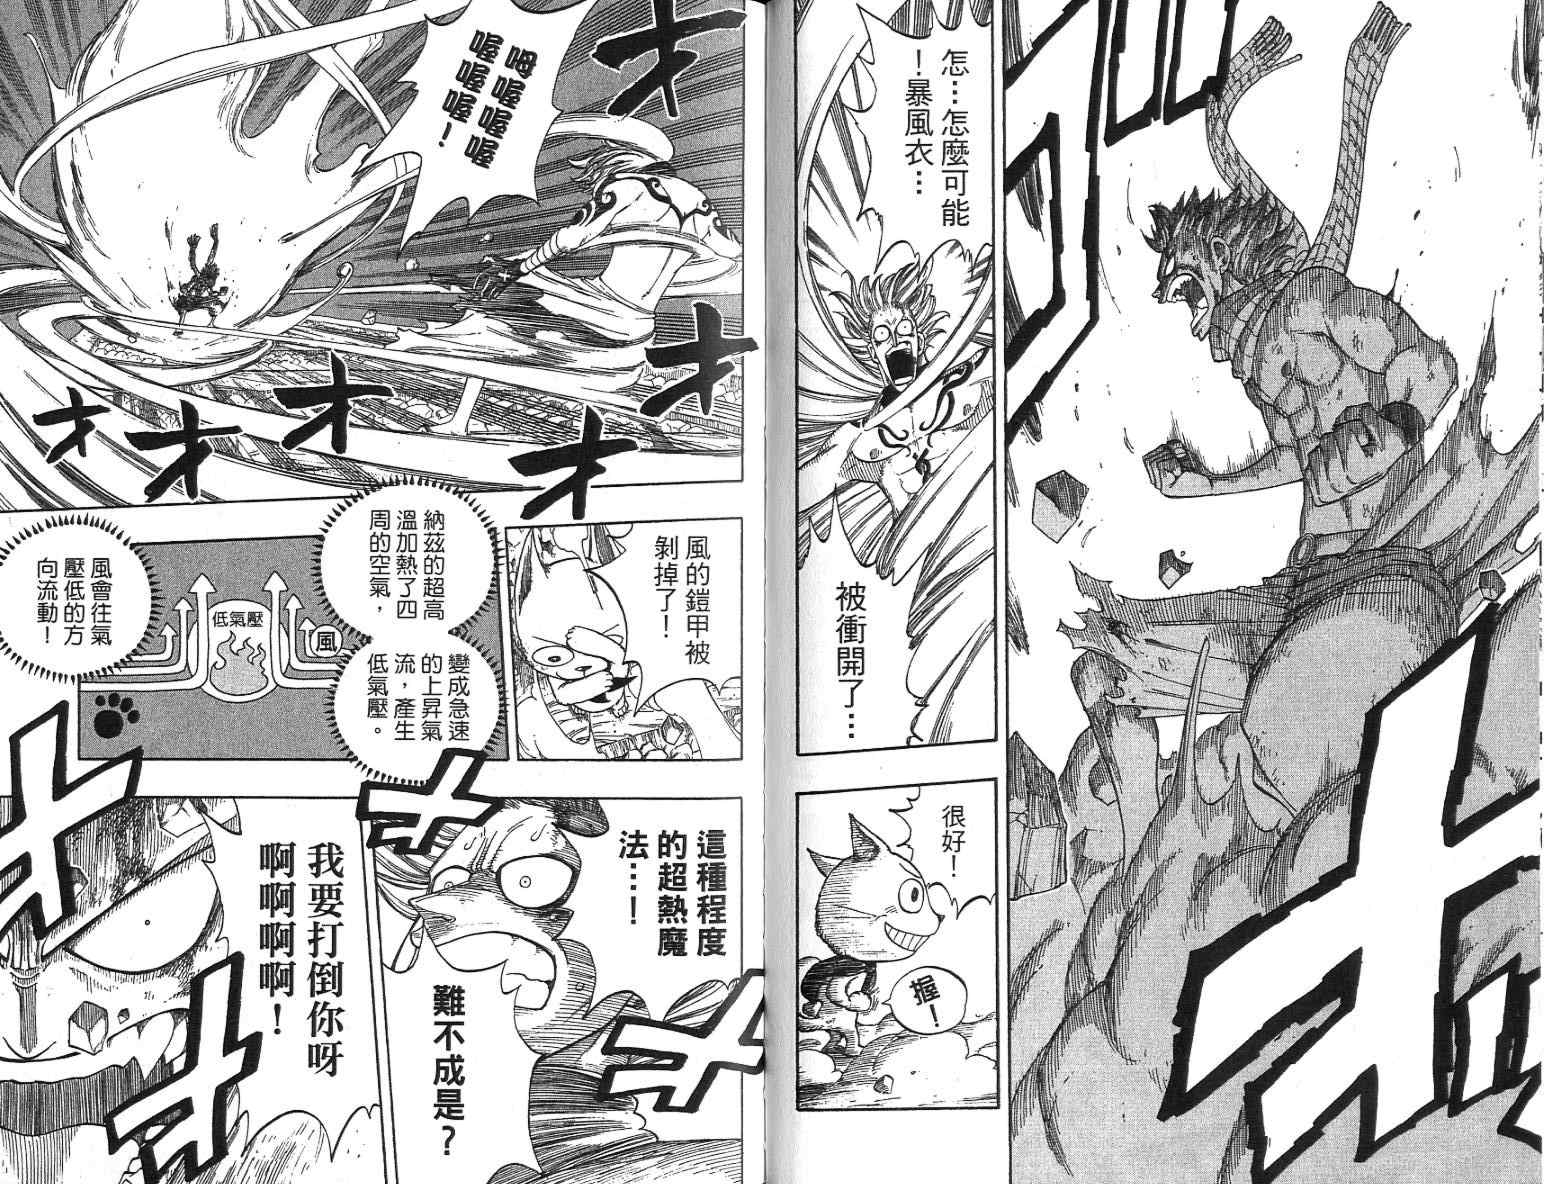 怎…怎麼可能
！暴風衣…
被衝開了…
很好！
握！
呣喔喔喔
喔喔喔！
オ
オ
オ
オ
オ
オ
風的鎧甲被
剝掉了！
納茲的超高
溫加熱了四
周的空氣，
變成急速
的上昇氣
流，產生
低氣壓。
低氣壓
風
風會往氣
壓低的方
向流動！
這種程度
的超熱魔
法…！
難不成是？
我要打倒你呀
啊啊啊啊！
オ
オ
オ
オ